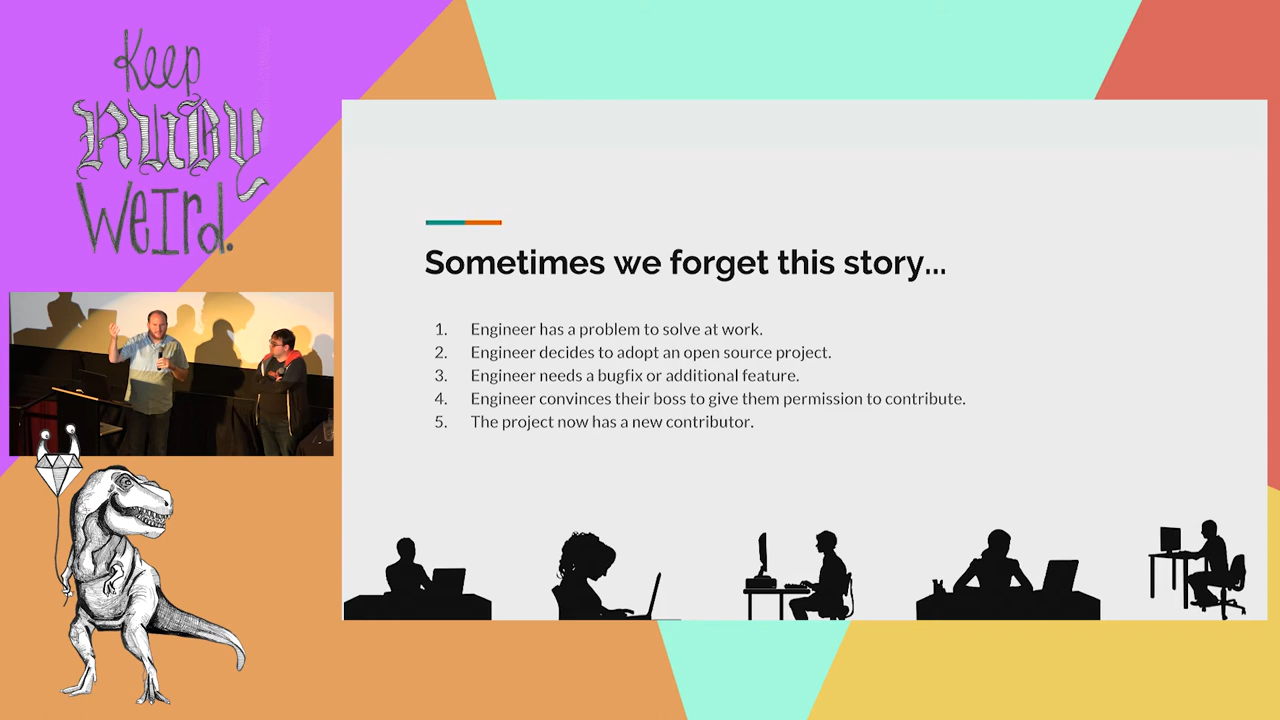 Keep
RUBY
Weird.
Sometimes we forget this story...
1. Engineer has a problem to solve at work.
2. Engineer decides to adopt an open source project.
3. Engineer needs a bugfix or additional feature.
4. Engineer convinces their boss to give them permission to contribute.
5. The project now has a new contributor.